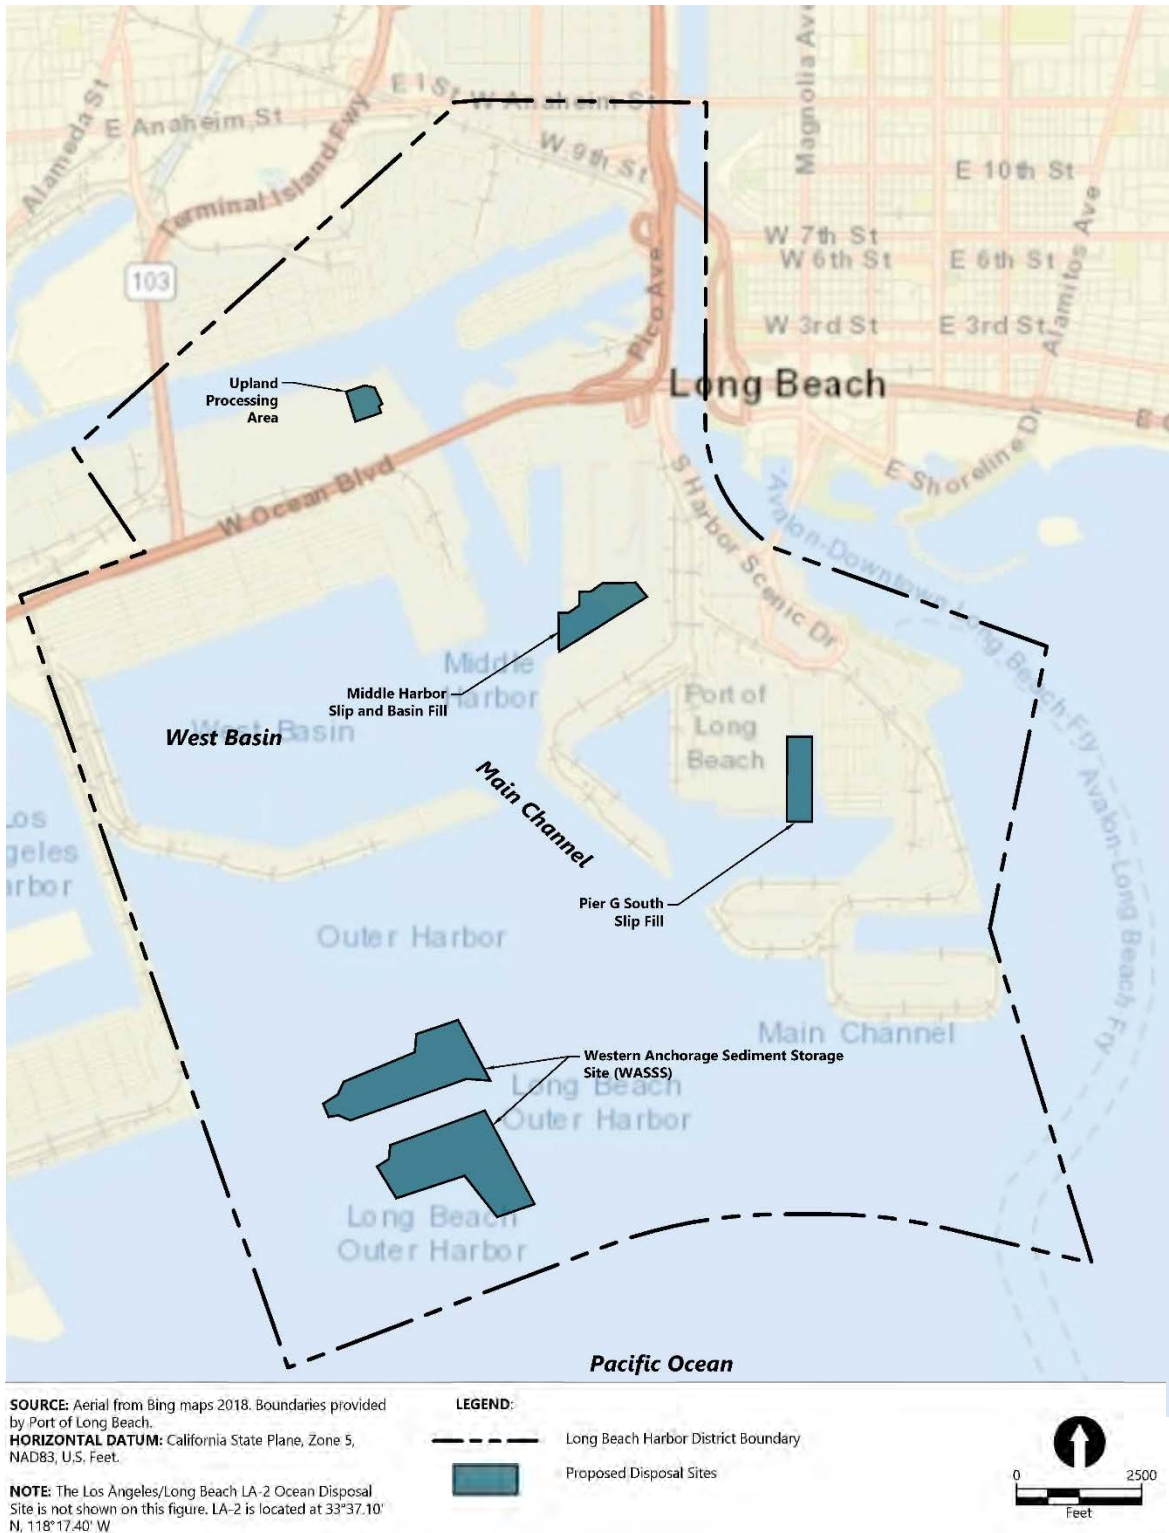 E I St
W Anaheim St
E Anaheim St
Alameda St
Magnolia Ave
W 9th St
E 10th St
Terminal Island Fwy
Alamitos Ave
W 7th St
W 6th St
E 6th St
103
Pico Ave
W 3rd St
E 3rd St
Long Beach
Upland
Processing
Area
E Shoreline Dr
W Ocean Blvd
S Harbor Scenic Dr
Avalon-Downtown Long Beach Fry
Middle
Harbor
Middle Harbor
Slip and Basin Fill
Port of
Long
Beach
West Basin
West Basin
Main Channel
Avalon-Long Beach Fry
Los
geles
arbor
Pier G South
Slip Fill
Outer Harbor
Main Channel
Western Anchorage Sediment Storage
Site (WASSS)
Long Beach
Outer Harbor
Long Beach
Outer Harbor
Pacific Ocean
SOURCE: Aerial from Bing maps 2018. Boundaries provided
by Port of Long Beach.
HORIZONTAL DATUM: California State Plane, Zone 5,
NAD83, U.S. Feet.
NOTE: The Los Angeles/Long Beach LA-2 Ocean Disposal
Site is not shown on this figure. LA-2 is located at 33°37.10'
N, 118°17.40' W
LEGEND:
Long Beach Harbor District Boundary
Proposed Disposal Sites
0 2500
Feet